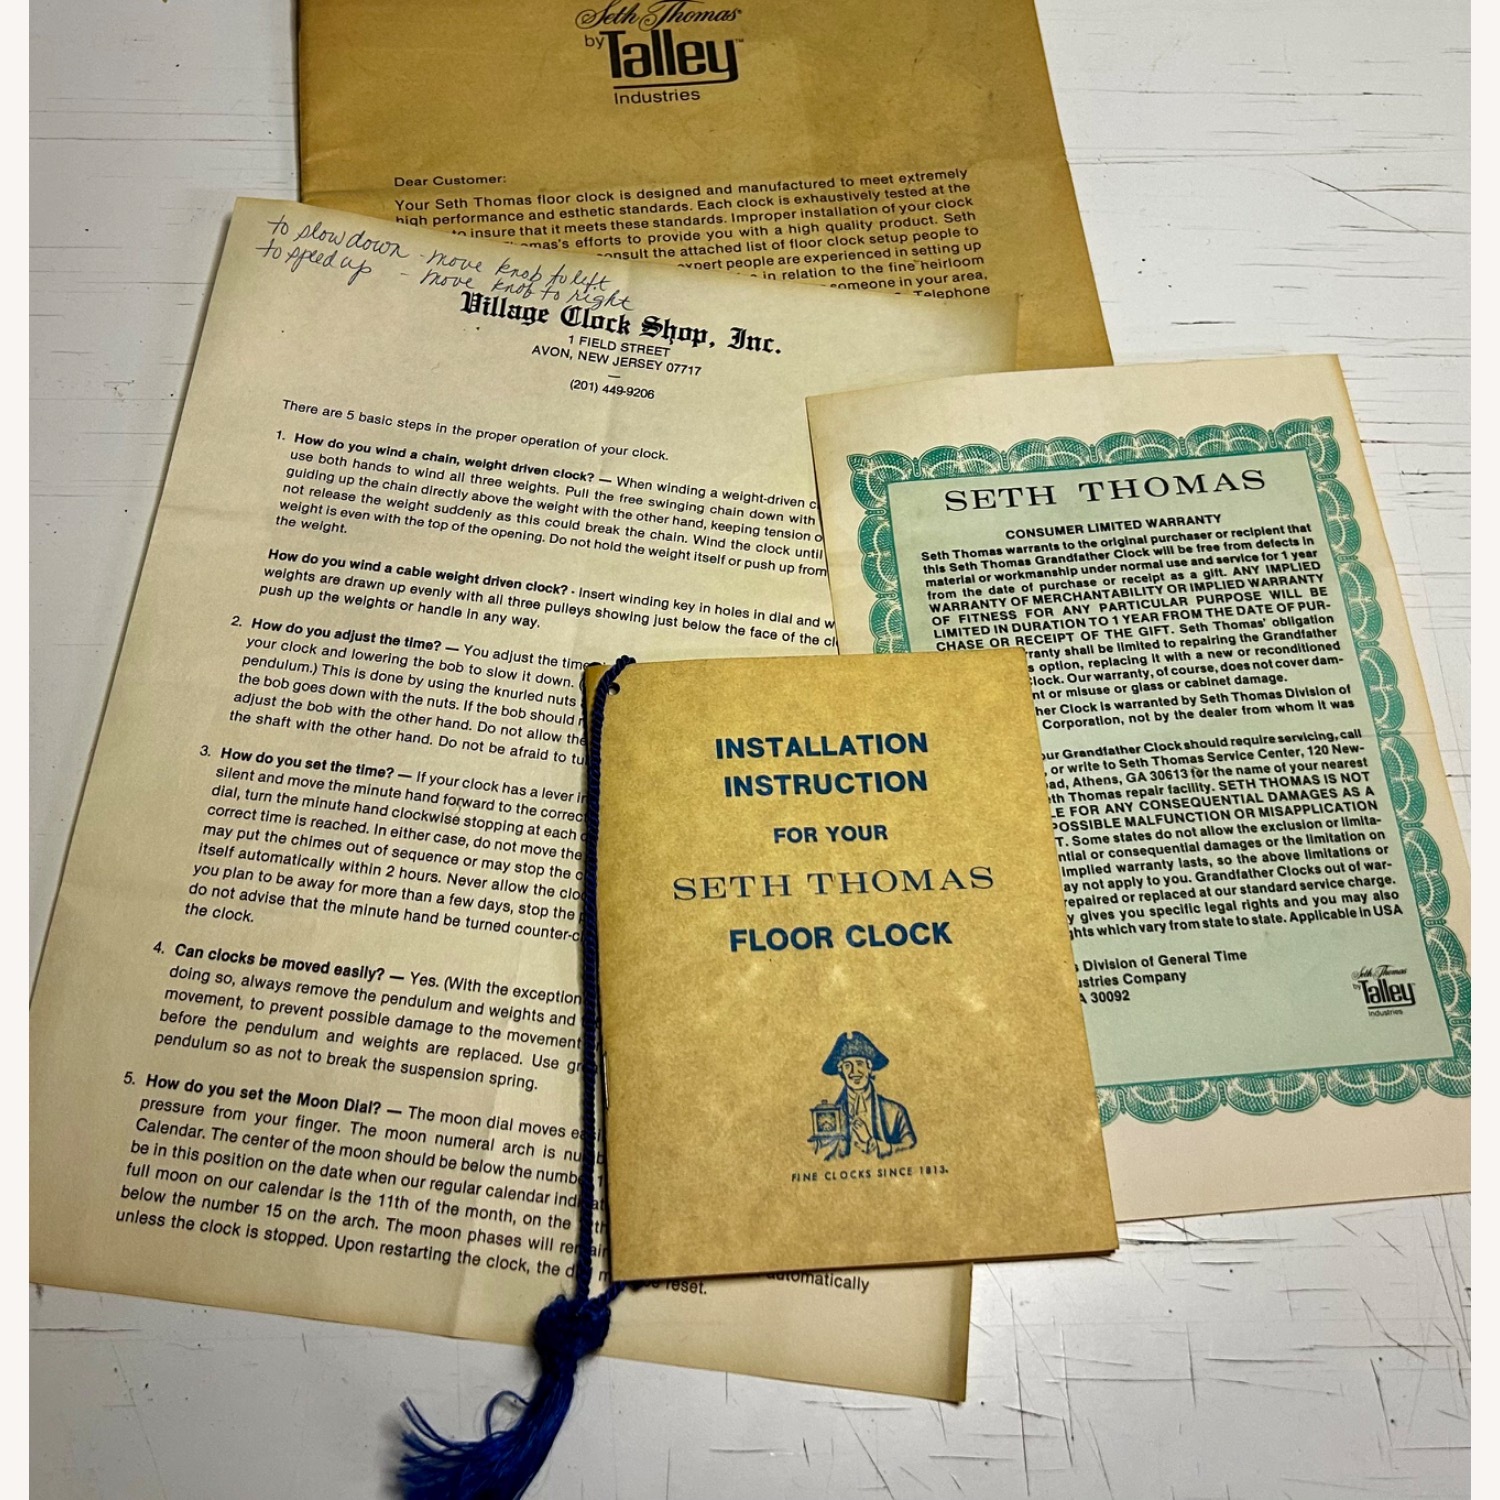 Seth Thomas
by Talley™
Industries
Dear Customer:
Your Seth Thomas floor clock is designed and manufactured to meet extremely
high performance and esthetic standards. Each clock is exhaustively tested at the
to insure that it meets these standards. Improper installation of your clock
efforts to provide you with a high quality product. Seth
consult the attached list of floor clock setup people to
people are experienced in setting up
in relation to the fine heirloom
someone in your area,
Telephone
to slow down - move knob to left
to speed up - move knob to right
Village Clock Shop, Inc.
1 FIELD STREET
AVON, NEW JERSEY 07717
(201) 449-9206
There are 5 basic steps in the proper operation of your clock.
1. How do you wind a chain, weight driven clock? — When winding a weight-driven c
use both hands to wind all three weights. Pull the free swinging chain down with
guiding up the chain directly above the weight with the other hand, keeping tension o
not release the weight suddenly as this could break the chain. Wind the clock until
weight is even with the top of the opening. Do not hold the weight itself or push up from
the weight.
How do you wind a cable weight driven clock? - Insert winding key in holes in dial and w
weights are drawn up evenly with all three pulleys showing just below the face of the cl
push up the weights or handle in any way.
2. How do you adjust the time? — You adjust the time
your clock and lowering the bob to slow it down. (
pendulum.) This is done by using the knurled nuts
the bob goes down with the nuts. If the bob should
adjust the bob with the other hand. Do not allow the
the shaft with the other hand. Do not be afraid to tu
3. How do you set the time? — If your clock has a lever in
silent and move the minute hand forward to the correc
dial, turn the minute hand clockwise stopping at each
correct time is reached. In either case, do not move the
may put the chimes out of sequence or may stop the c
itself automatically within 2 hours. Never allow the clo
you plan to be away for more than a few days, stop the
do not advise that the minute hand be turned counter-c
the clock.
4. Can clocks be moved easily? — Yes. (With the exception
doing so, always remove the pendulum and weights and
movement, to prevent possible damage to the movement
before the pendulum and weights are replaced. Use gr
pendulum so as not to break the suspension spring.
5. How do you set the Moon Dial? — The moon dial moves
pressure from your finger. The moon numeral arch is
Calendar. The center of the moon should be below the numb
be in this position on the date when our regular calendar
full moon on our calendar is the 11th of the month, on the
below the number 15 on the arch. The moon phases will
unless the clock is stopped. Upon restarting the clock, the
reset.
automatically
SETH THOMAS
CONSUMER LIMITED WARRANTY
Seth Thomas warrants to the original purchaser or recipient that
this Seth Thomas Grandfather Clock will be free from defects in
material or workmanship under normal use and service for 1 year
from the date of purchase or receipt as a gift. ANY IMPLIED
WARRANTY OF MERCHANTABILITY OR IMPLIED WARRANTY
OF FITNESS FOR ANY PARTICULAR PURPOSE WILL BE
LIMITED IN DURATION TO 1 YEAR FROM THE DATE OF PUR-
CHASE OR RECEIPT OF THE GIFT. Seth Thomas' obligation
rranty shall be limited to repairing the Grandfather
s option, replacing it with a new or reconditioned
lock. Our warranty, of course, does not cover dam-
nt or misuse or glass or cabinet damage.
her Clock is warranted by Seth Thomas Division of
Corporation, not by the dealer from whom it was
our Grandfather Clock should require servicing, call
or write to Seth Thomas Service Center, 120 New-
ad, Athens, GA 30613 for the name of your nearest
th Thomas repair facility. SETH THOMAS IS NOT
LE FOR ANY CONSEQUENTIAL DAMAGES AS A
POSSIBLE MALFUNCTION OR MISAPPLICATION
T. Some states do not allow the exclusion or limita-
ntial or consequential damages or the limitation on
implied warranty lasts, so the above limitations or
ay not apply to you. Grandfather Clocks out of war-
repaired or replaced at our standard service charge.
y gives you specific legal rights and you may also
ghts which vary from state to state. Applicable in USA
Division of General Time
ustries Company
A 30092
Seth Thomas
by Talley
Industries
INSTALLATION
INSTRUCTION
FOR YOUR
SETH THOMAS
FLOOR CLOCK
FINE CLOCKS SINCE 1813.